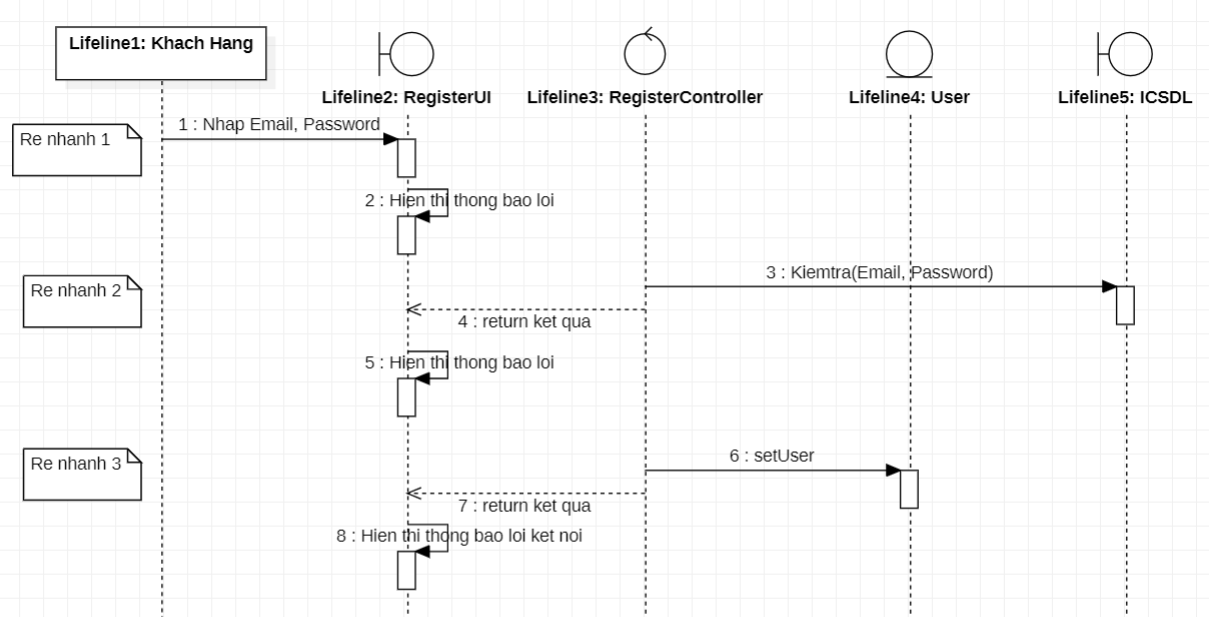 Lifeline1: Khach Hang
Lifeline2: RegisterUI
Lifeline3: RegisterController
Lifeline4: User
Lifeline5: ICSDL
Re nhanh 1
1 : Nhap Email, Password
2 : Hien thi thong bao loi
Re nhanh 2
3 : Kiemtra(Email, Password)
4 : return ket qua
5 : Hien thi thong bao loi
Re nhanh 3
6 : setUser
7 : return ket qua
8 : Hien thi thong bao loi ket noi